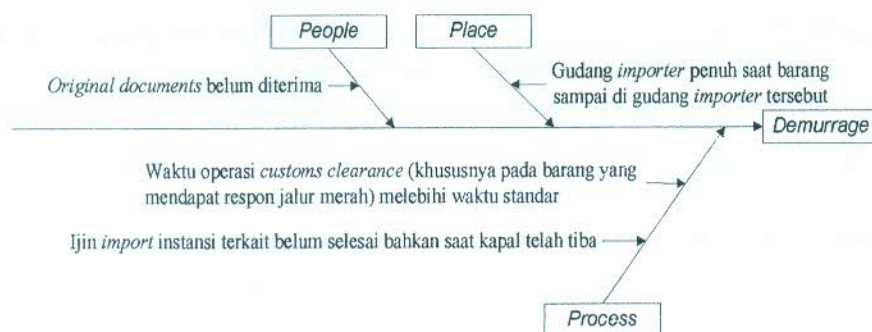 People
Place
Original documents belum diterima
Gudang importer penuh saat barang
sampai di gudang importer tersebut
Demurrage
Waktu operasi customs clearance (khususnya pada barang yang
mendapat respon jalur merah) melebihi waktu standar
Ijin import instansi terkait belum selesai bahkan saat kapal telah tiba
Process